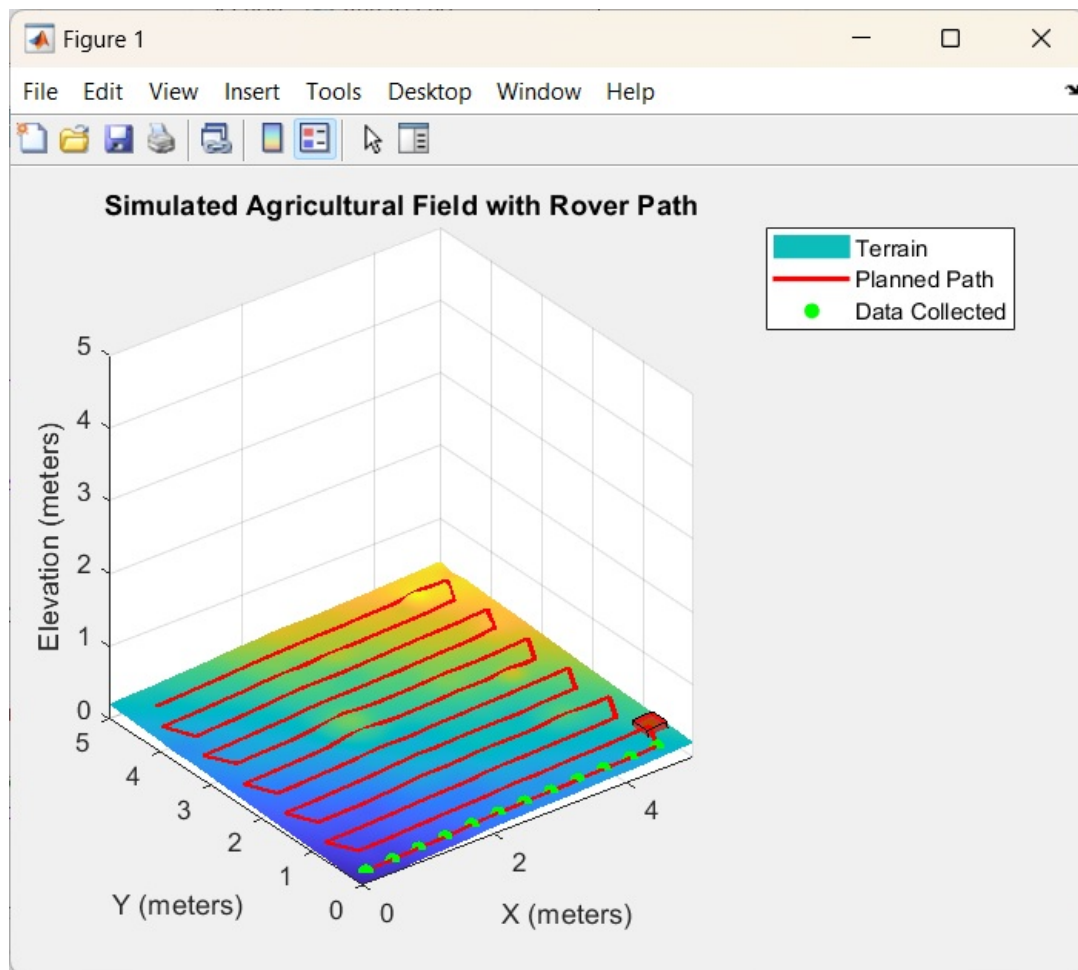 Figure 1
File Edit View Insert Tools Desktop Window Help
Simulated Agricultural Field with Rover Path
Terrain
Planned Path
Data Collected
5
4
3
2
1
0
Elevation (meters)
5
4
3
2
1
0
Y (meters)
0
2
4
X (meters)